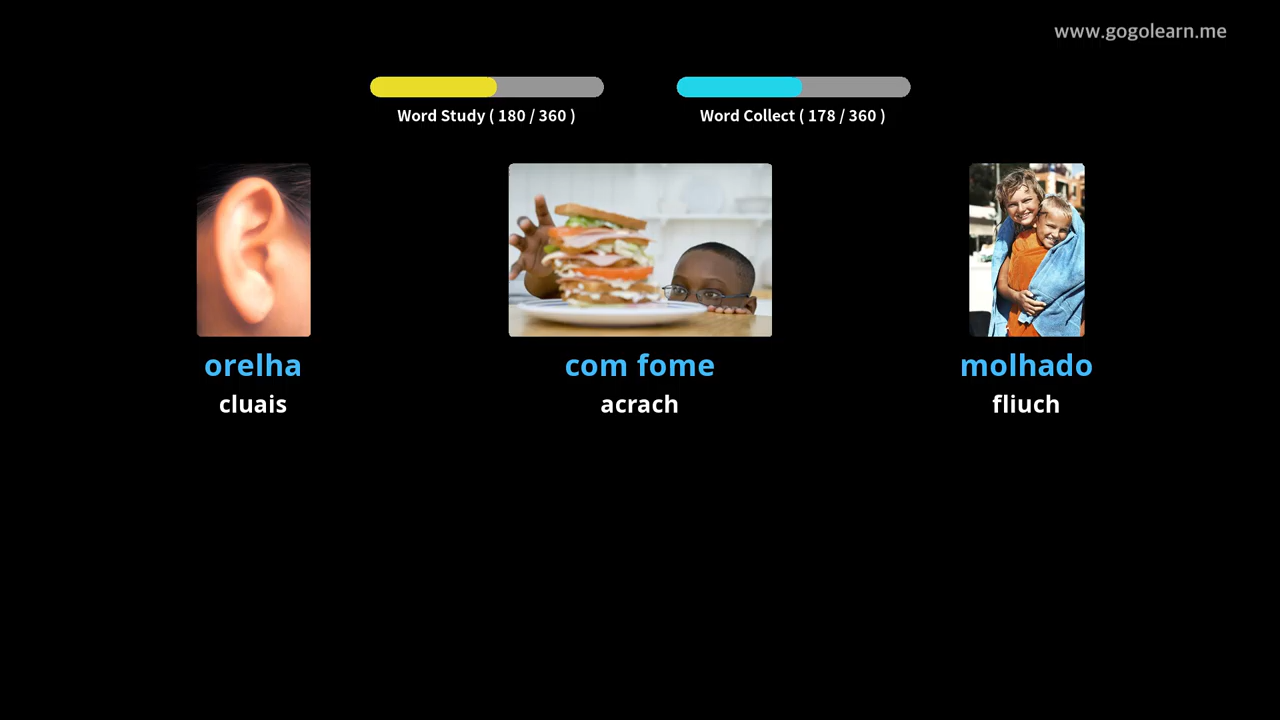 www.gogolearn.me
Word Study ( 180 / 360 )
Word Collect ( 178 / 360 )
orelha
cluais
com fome
acrach
molhado
fliuch